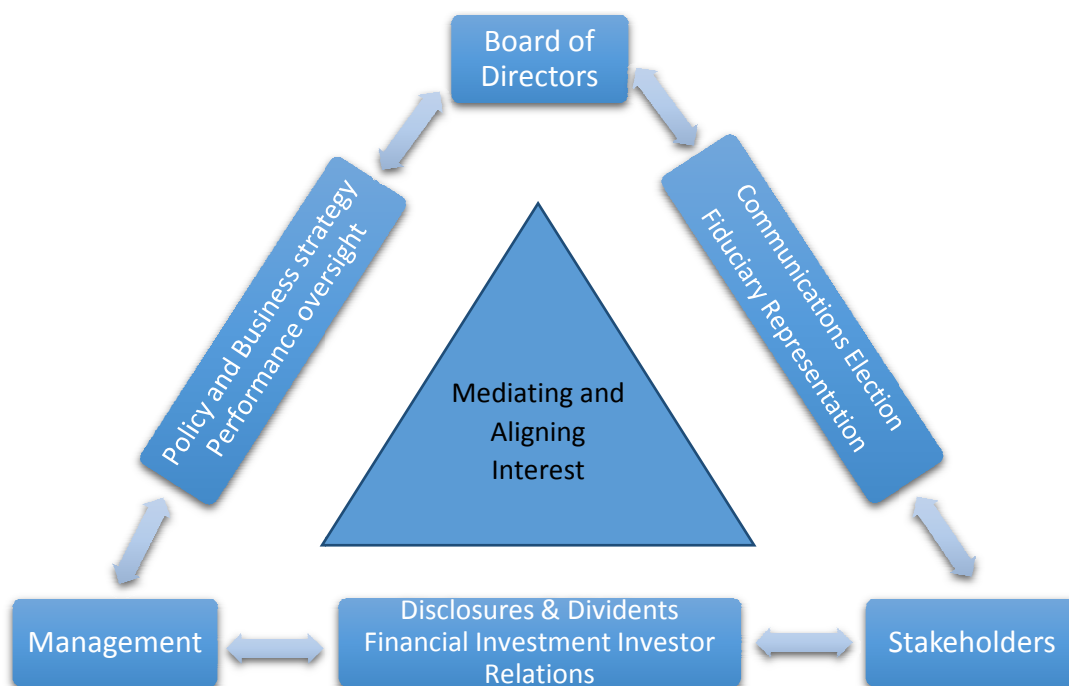 Board of
Directors
Policy and Business strategy
Performance oversight
Communications Election
Fiduciary Representation
Mediating and
Aligning
Interest
Management
Disclosures & Dividents
Financial Investment Investor
Relations
Stakeholders